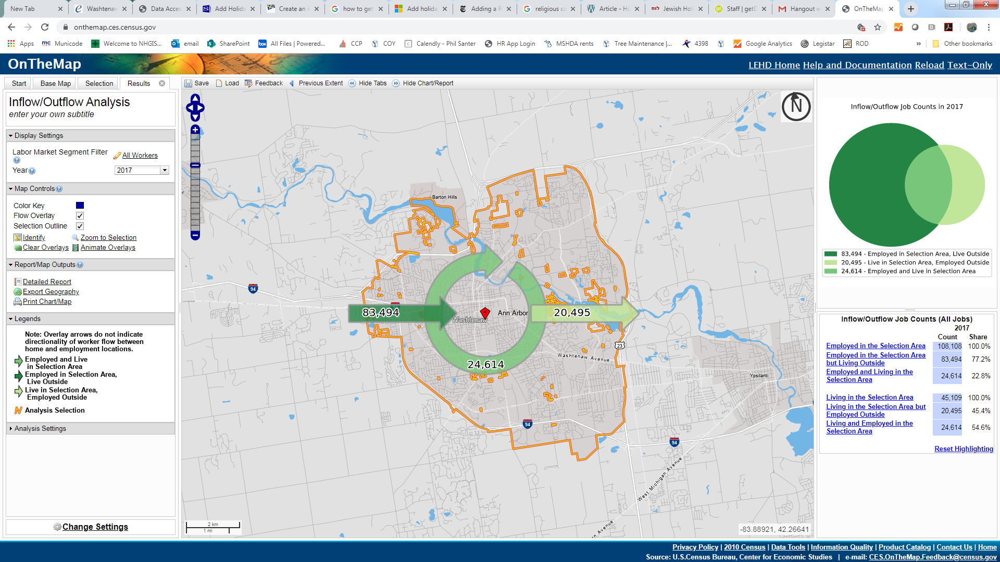 New Tab
Washtenaw
Data Acces
Add Holida
Create an i
how to get
Add holida
Adding a R
religious ca
Article - Ho
Jewish Hol
Staff | getD
Hangout w
OnTheMap
onthemap.ces.census.gov
Apps
mc Municode
Welcome to NHGIS...
email
SharePoint
box All Files | Powered...
CCP
COY
Calendly - Phil Santer
HR App Login
MSHDA rents
Tree Maintenance |...
4398
Google Analytics
Legistar
ROD
»
Other bookmarks
OnTheMap
LEHD Home Help and Documentation Reload Text-Only
Start
Base Map
Selection
Results
Save
Load
Feedback
Previous Extent
Hide Tabs
Hide Chart/Report
Inflow/Outflow Analysis
enter your own subtitle
Display Settings
Labor Market Segment Filter
All Workers
Year
2017
Map Controls
Color Key
Flow Overlay
Selection Outline
Identify
Zoom to Selection
Clear Overlays
Animate Overlays
Report/Map Outputs
Detailed Report
Export Geography
Print Chart/Map
Legends
Note: Overlay arrows do not indicate
directionality of worker flow between
home and employment locations.
Employed and Live
in Selection Area
Employed in Selection Area,
Live Outside
Live in Selection Area,
Employed Outside
Analysis Selection
Analysis Settings
Change Settings
N
Barton Hills
94
83,494
Washtenaw
Ann Arbor
20,495
23
24,614
Washtenaw Avenue
Ypsilanti
94
94
West Michigan Avenue
n Avenue
2 km
1 mi
-83.88921, 42.26641
Inflow/Outflow Job Counts in 2017
83,494 - Employed in Selection Area, Live Outside
20,495 - Live in Selection Area, Employed Outside
24,614 - Employed and Live in Selection Area
Inflow/Outflow Job Counts (All Jobs)
2017
Count Share
Employed in the Selection Area 108,108 100.0%
Employed in the Selection Area
but Living Outside 83,494 77.2%
Employed and Living in the
Selection Area 24,614 22.8%
Living in the Selection Area 45,109 100.0%
Living in the Selection Area but
Employed Outside 20,495 45.4%
Living and Employed in the
Selection Area 24,614 54.6%
Reset Highlighting
Privacy Policy | 2010 Census | Data Tools | Information Quality | Product Catalog | Contact Us | Home
Source: U.S.Census Bureau, Center for Economic Studies | e-mail: CES.OnTheMap.Feedback@census.gov